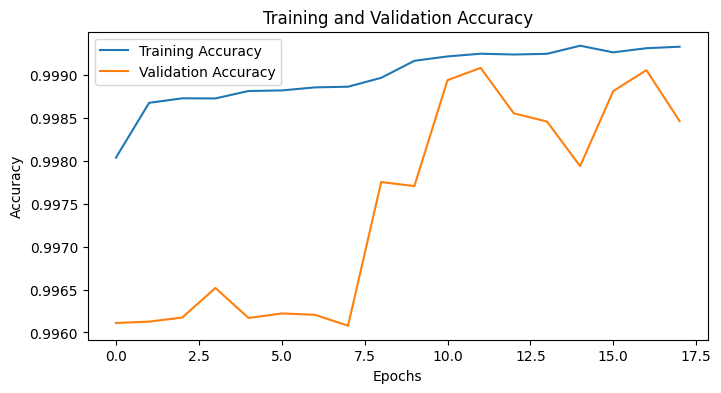 Training and Validation Accuracy
Training Accuracy
Validation Accuracy
Accuracy
0.9990
0.9985
0.9980
0.9975
0.9970
0.9965
0.9960
0.0 2.5 5.0 7.5 10.0 12.5 15.0 17.5
Epochs